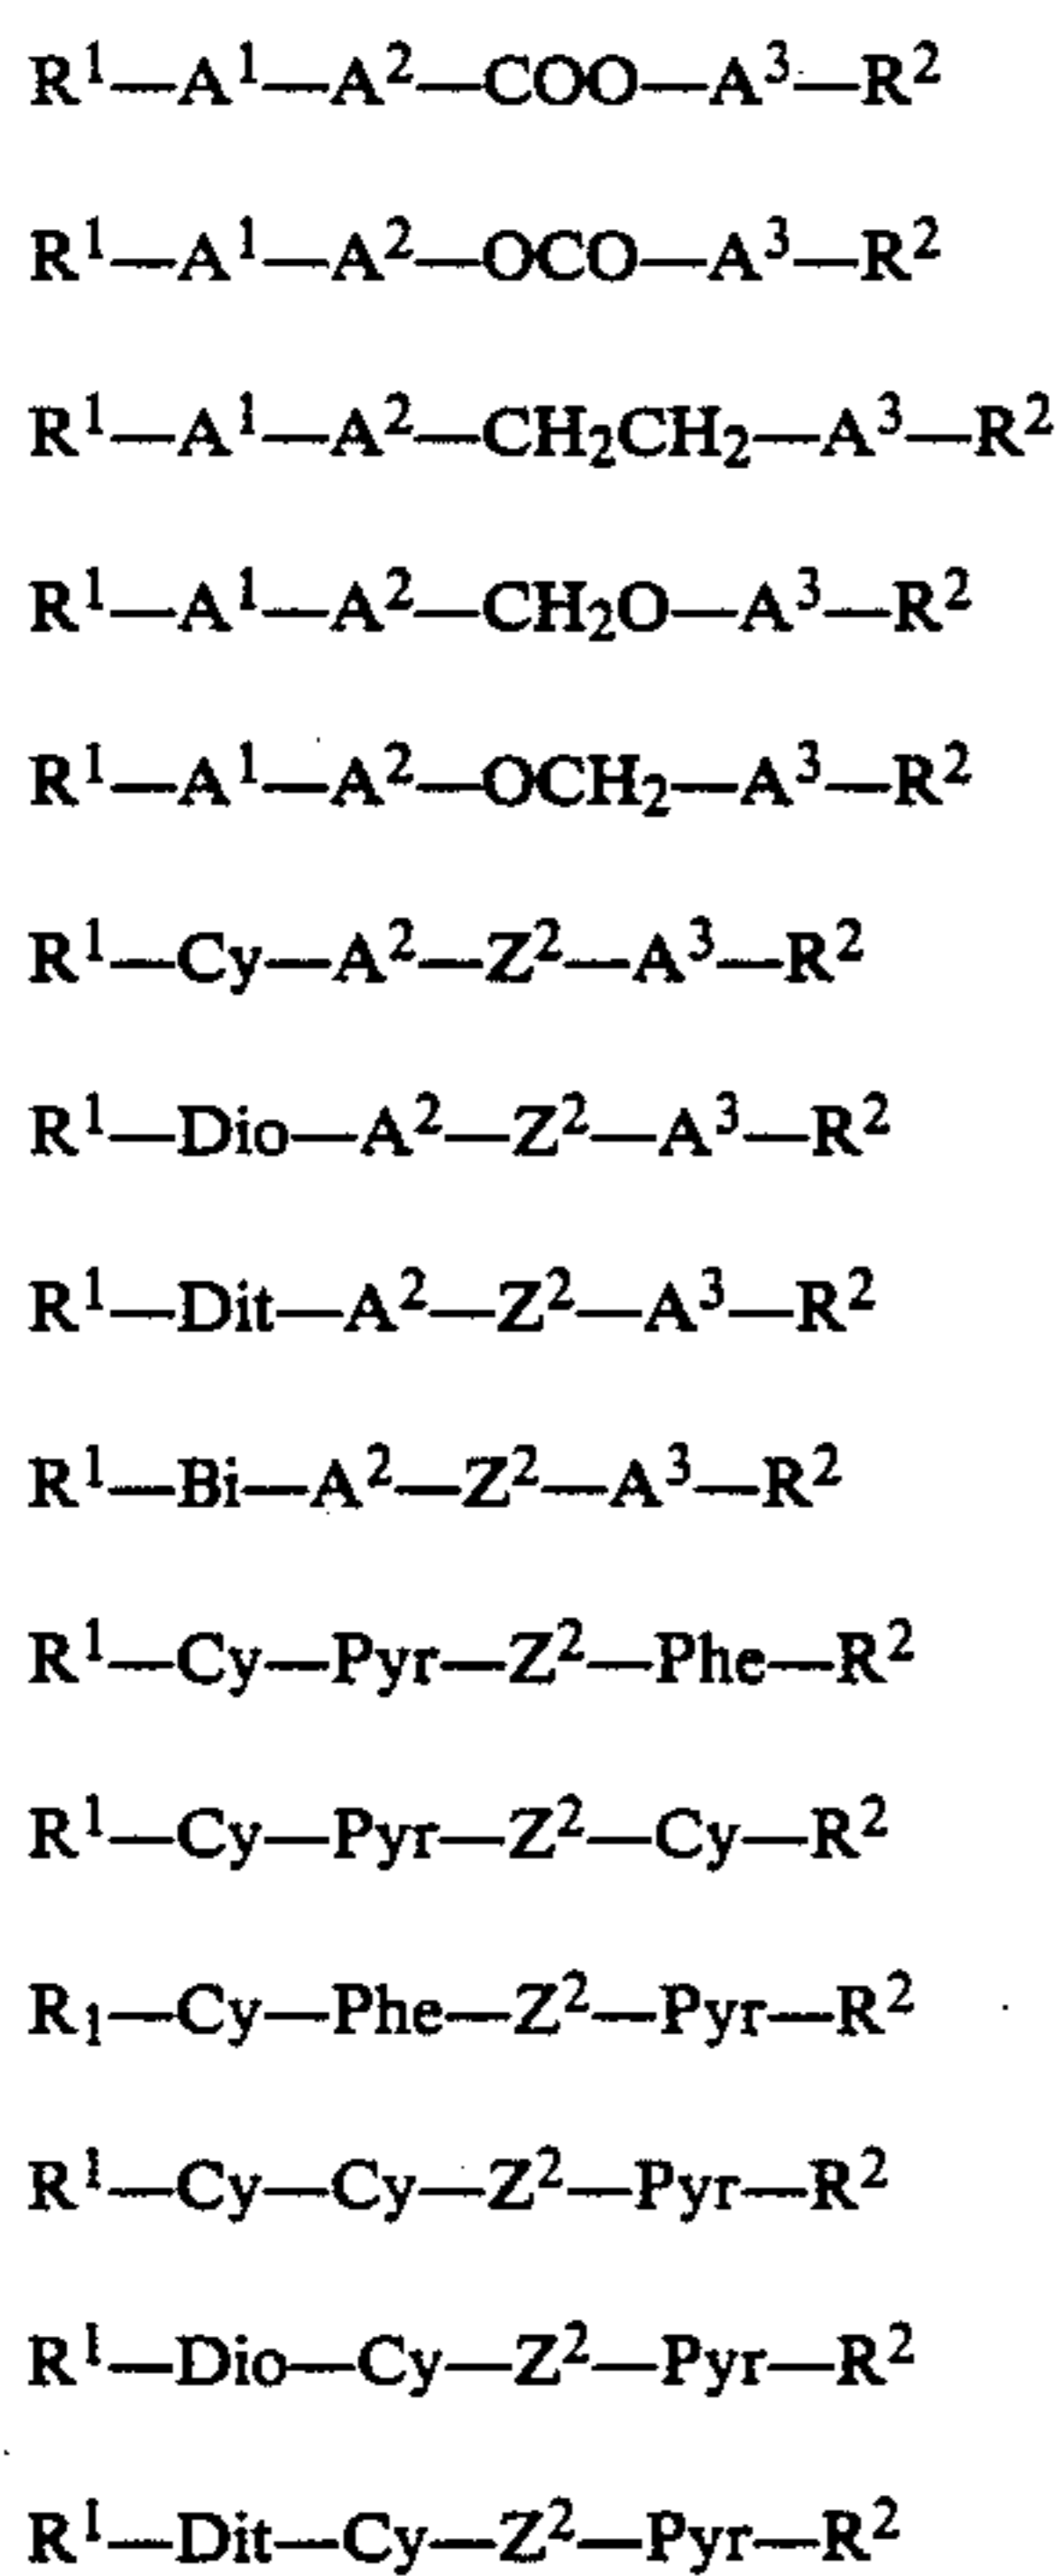 R¹—A¹—A²—COO—A³—R²
R¹—A¹—A²—OCO—A³—R²
R¹—A¹—A²—CH₂CH₂—A³—R²
R¹—A¹—A²—CH₂O—A³—R²
R¹—A¹—A²—OCH₂—A³—R²
R¹—Cy—A²—Z²—A³—R²
R¹—Dio—A²—Z²—A³—R²
R¹—Dit—A²—Z²—A³—R²
R¹—Bi—A²—Z²—A³—R²
R¹—Cy—Pyr—Z²—Phe—R²
R¹—Cy—Pyr—Z²—Cy—R²
R₁—Cy—Phe—Z²—Pyr—R²
R¹—Cy—Cy—Z²—Pyr—R²
R¹—Dio—Cy—Z²—Pyr—R²
R¹—Dit—Cy—Z²—Pyr—R²